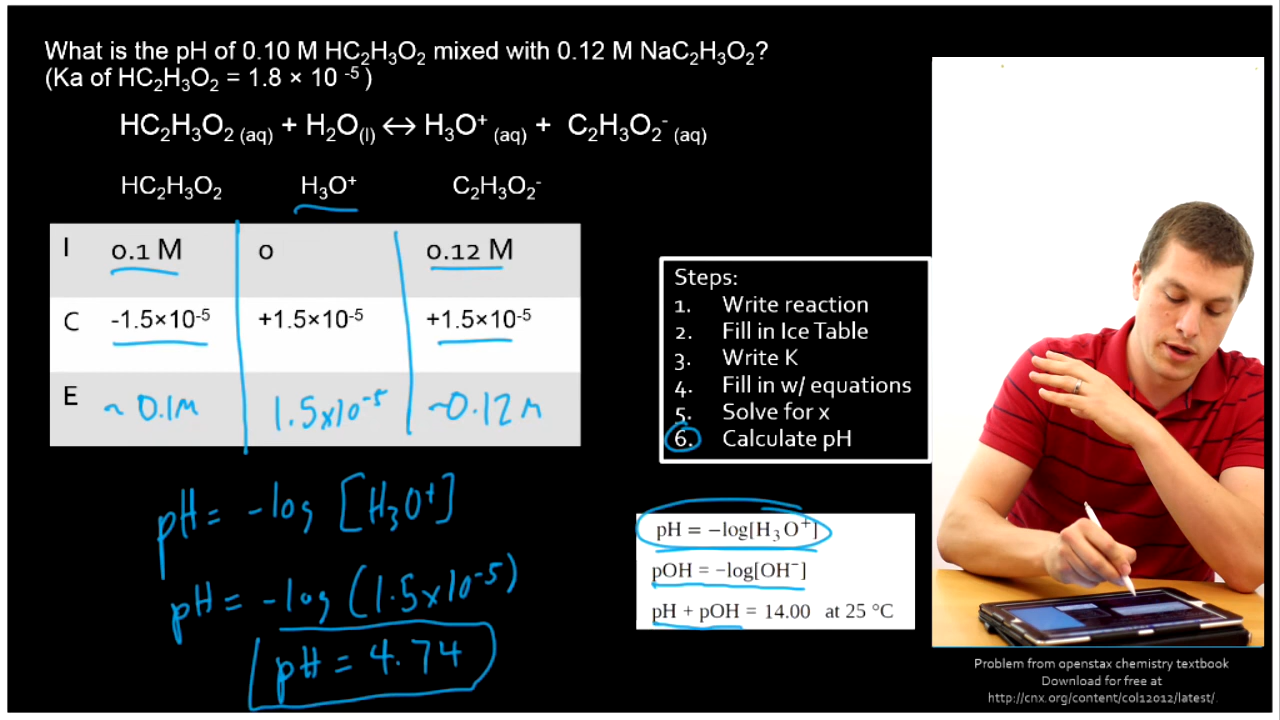 What is the pH of 0.10 M HC₂H₃O₂ mixed with 0.12 M NaC₂H₃O₂?
(Ka of HC₂H₃O₂ = 1.8 × 10 ⁻⁵ )
HC₂H₃O₂ (aq) + H₂O(l) ↔ H₃O⁺ (aq) + C₂H₃O₂⁻ (aq)
HC₂H₃O₂ H₃O⁺ C₂H₃O₂⁻
I 0.1 M 0 0.12 M
C -1.5×10⁻⁵ +1.5×10⁻⁵ +1.5×10⁻⁵
E ~ 0.1M 1.5x10⁻⁵ ~0.12 M
pH = -log [H₃O⁺]
pH = -log (1.5x10⁻⁵)
pH = 4.74
Steps:
1. Write reaction
2. Fill in Ice Table
3. Write K
4. Fill in w/ equations
5. Solve for x
6. Calculate pH
pH = −log[H₃O⁺]
pOH = −log[OH⁻]
pH + pOH = 14.00 at 25 °C
Problem from openstax chemistry textbook
Download for free at
http://cnx.org/content/col12012/latest/.